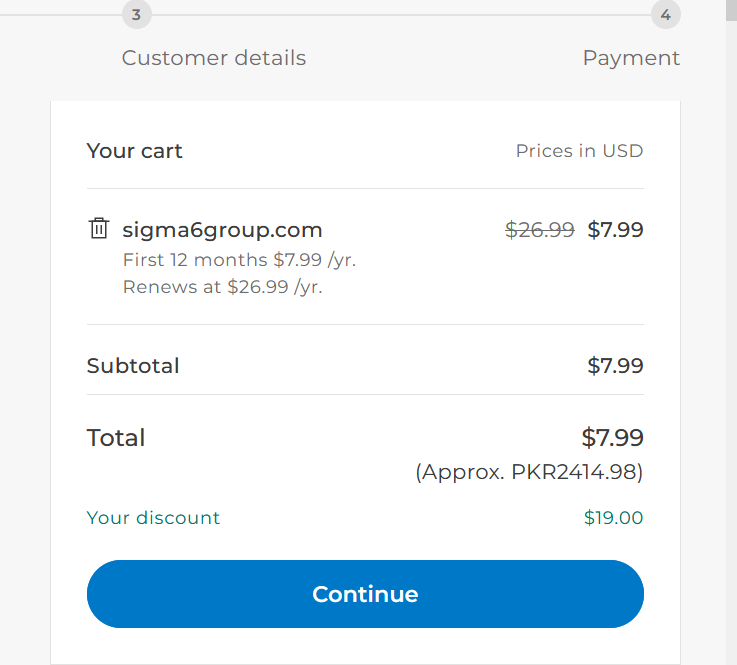 3
4
Customer details
Payment
Your cart
Prices in USD
sigma6group.com
$26.99 $7.99
First 12 months $7.99 /yr.
Renews at $26.99 /yr.
Subtotal
$7.99
Total
$7.99
(Approx. PKR2414.98)
Your discount
$19.00
Continue